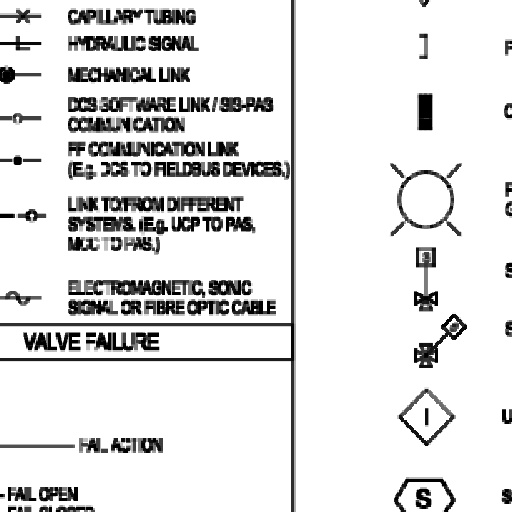 CAPILLARY TUBING
HYDRAULIC SIGNAL
MECHANICAL LINK
DCS SOFTWARE LINK / SIS-PAS
COMMUNICATION
FF COMMUNICATION LINK
(E.g. DCS TO FIELDBUS DEVICES.)
LINK TO/FROM DIFFERENT
SYSTEMS. (E.g. UCP TO PAS,
MCC TO PAS.)
ELECTROMAGNETIC, SONIC
SIGNAL OR FIBRE OPTIC CABLE
VALVE FAILURE
FAIL ACTION
FAIL OPEN
FAIL CLOSED
S
S
I
S